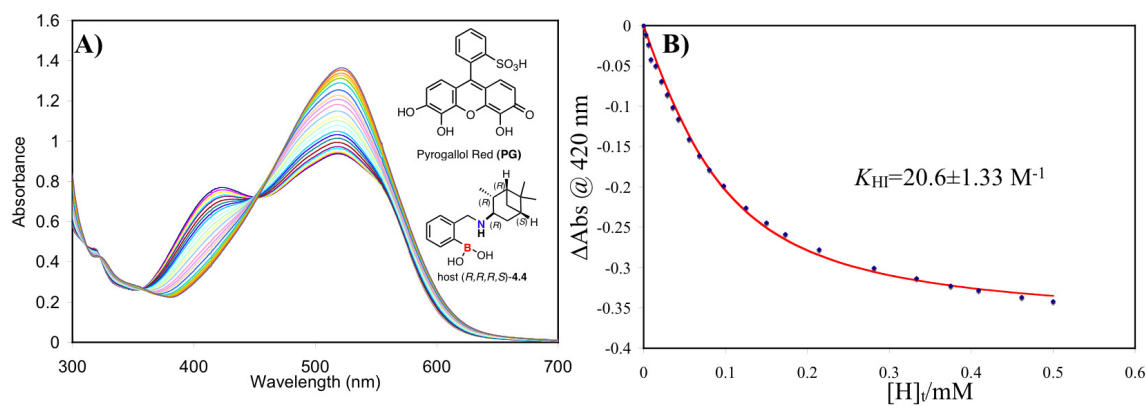 A)
1.6
1.4
1.2
1
0.8
0.6
0.4
0.2
0
Absorbance
300
400
500
600
700
Wavelength (nm)
SO3H
HO
O
O
OH
OH
Pyrogallol Red (PG)
H
(R)
(R)
N
H
(R)
(S)
H
B
HO
OH
host (R,R,R,S)-4.4
B)
0
-0.05
-0.1
-0.15
-0.2
-0.25
-0.3
-0.35
-0.4
ΔAbs @ 420 nm
KHI=20.6±1.33 M-1
0
0.1
0.2
0.3
0.4
0.5
0.6
[H]t/mM